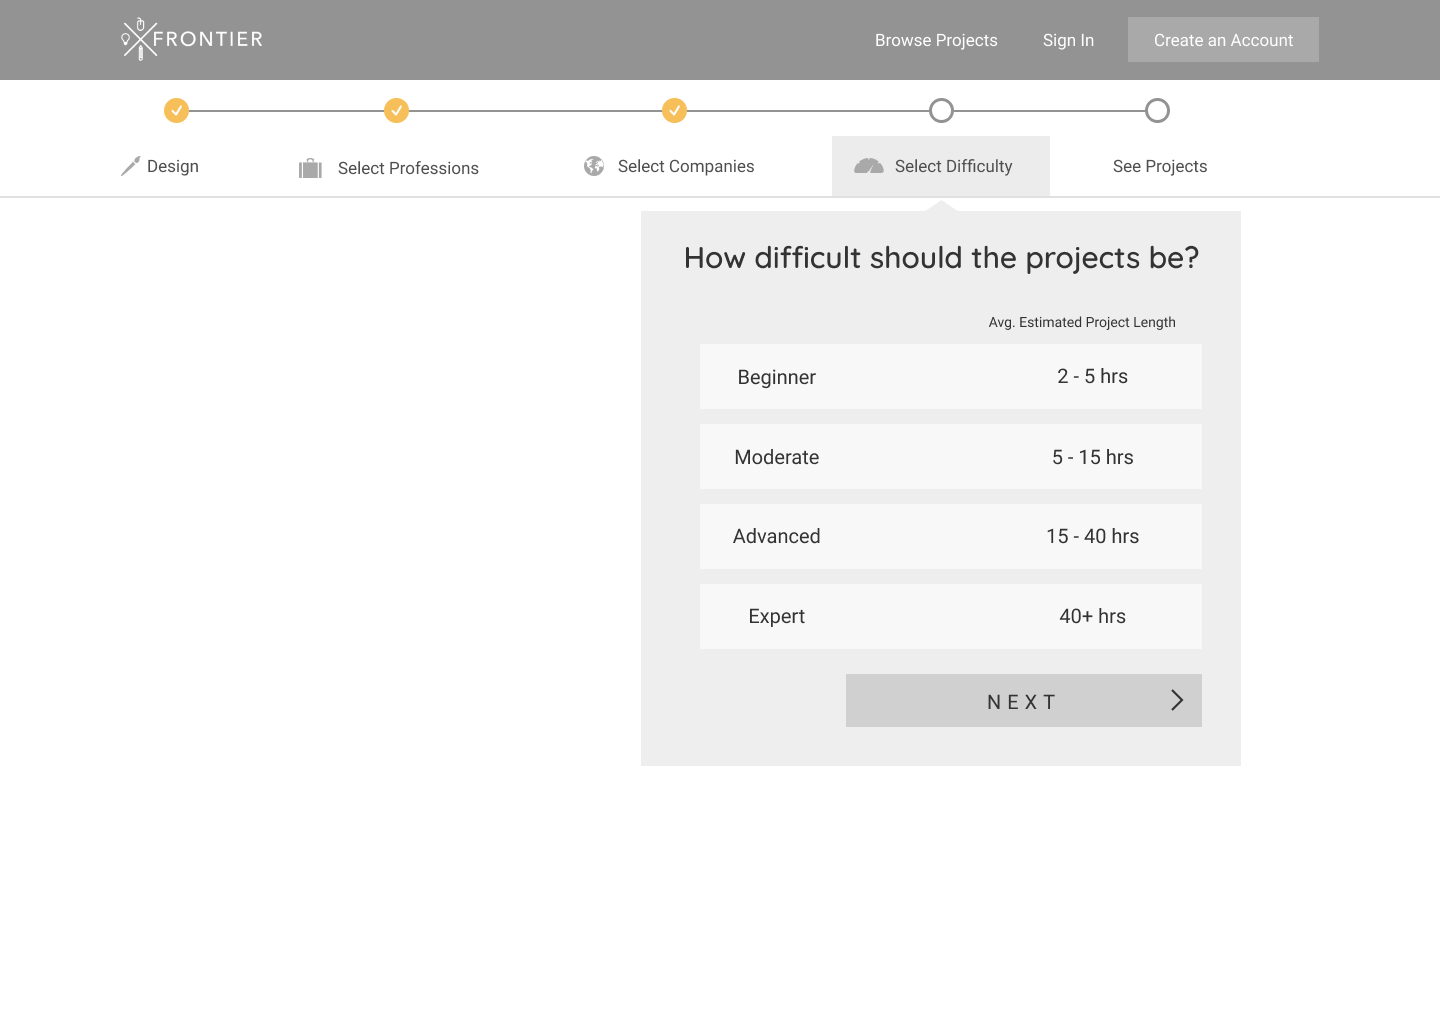 FRONTIER
Browse Projects
Sign In
Create an Account
Design
Select Professions
Select Companies
Select Difficulty
See Projects
How difficult should the projects be?
Avg. Estimated Project Length
Beginner
2 - 5 hrs
Moderate
5 - 15 hrs
Advanced
15 - 40 hrs
Expert
40+ hrs
NEXT